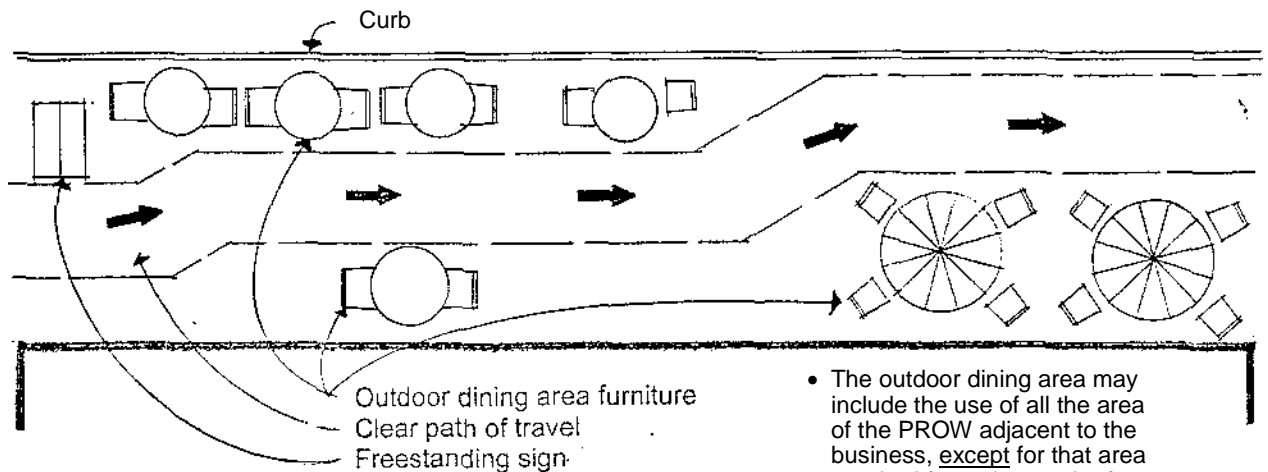 Curb
Outdoor dining area furniture
Clear path of travel
Freestanding sign
• The outdoor dining area may
include the use of all the area
of the PROW adjacent to the
business, except for that area